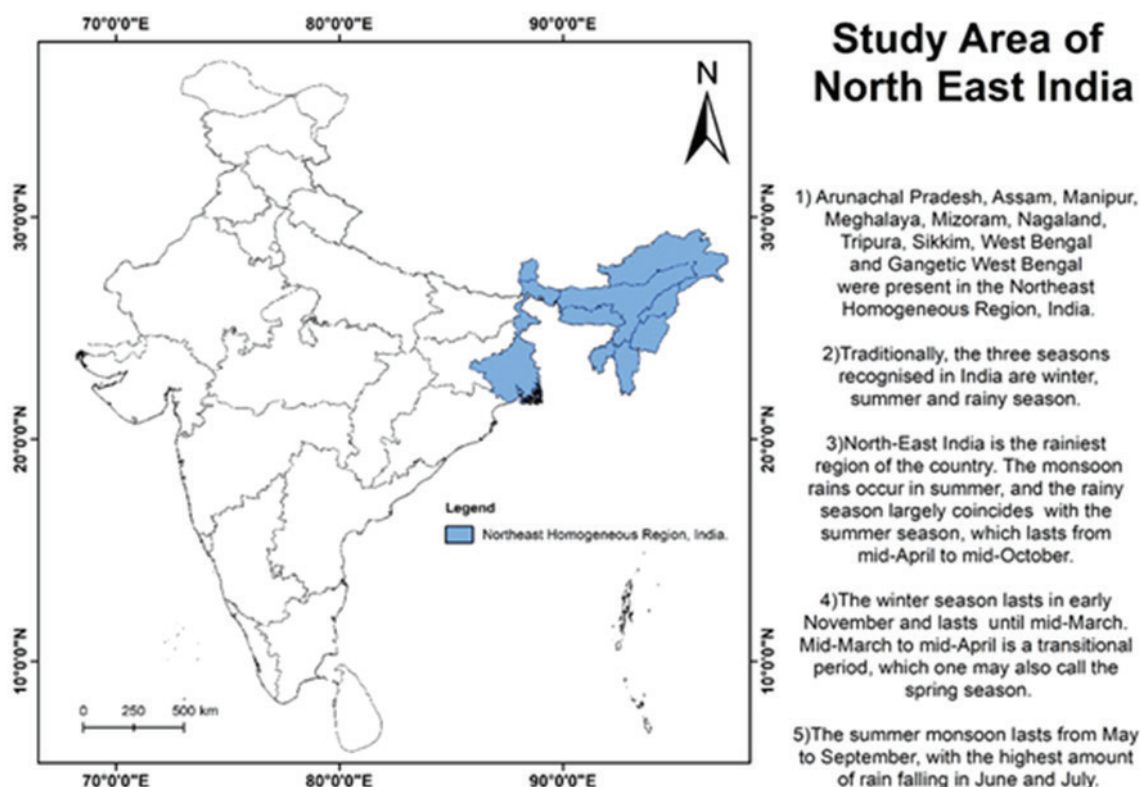 70°0'0"E 80°0'0"E 90°0'0"E
30°0'0"N
20°0'0"N
10°0'0"N
N
30°0'0"N
20°0'0"N
10°0'0"N
Legend
Northeast Homogeneous Region, India.
0 250 500 km
70°0'0"E 80°0'0"E 90°0'0"E
Study Area of
North East India
1) Arunachal Pradesh, Assam, Manipur,
Meghalaya, Mizoram, Nagaland,
Tripura, Sikkim, West Bengal
and Gangetic West Bengal
were present in the Northeast
Homogeneous Region, India.
2)Traditionally, the three seasons
recognised in India are winter,
summer and rainy season.
3)North-East India is the rainiest
region of the country. The monsoon
rains occur in summer, and the rainy
season largely coincides with the
summer season, which lasts from
mid-April to mid-October.
4)The winter season lasts in early
November and lasts until mid-March.
Mid-March to mid-April is a transitional
period, which one may also call the
spring season.
5)The summer monsoon lasts from May
to September, with the highest amount
of rain falling in June and July.